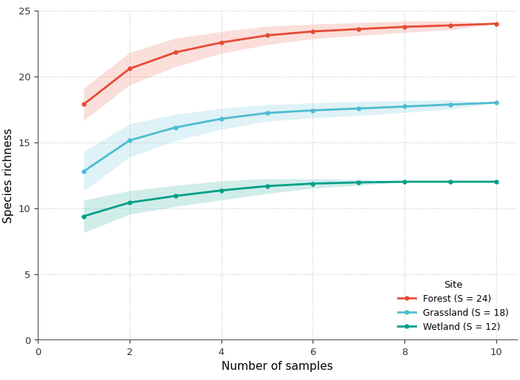 25
20
15
10
5
0
Species richness
0
2
4
6
8
10
Number of samples
Site
Forest (S = 24)
Grassland (S = 18)
Wetland (S = 12)